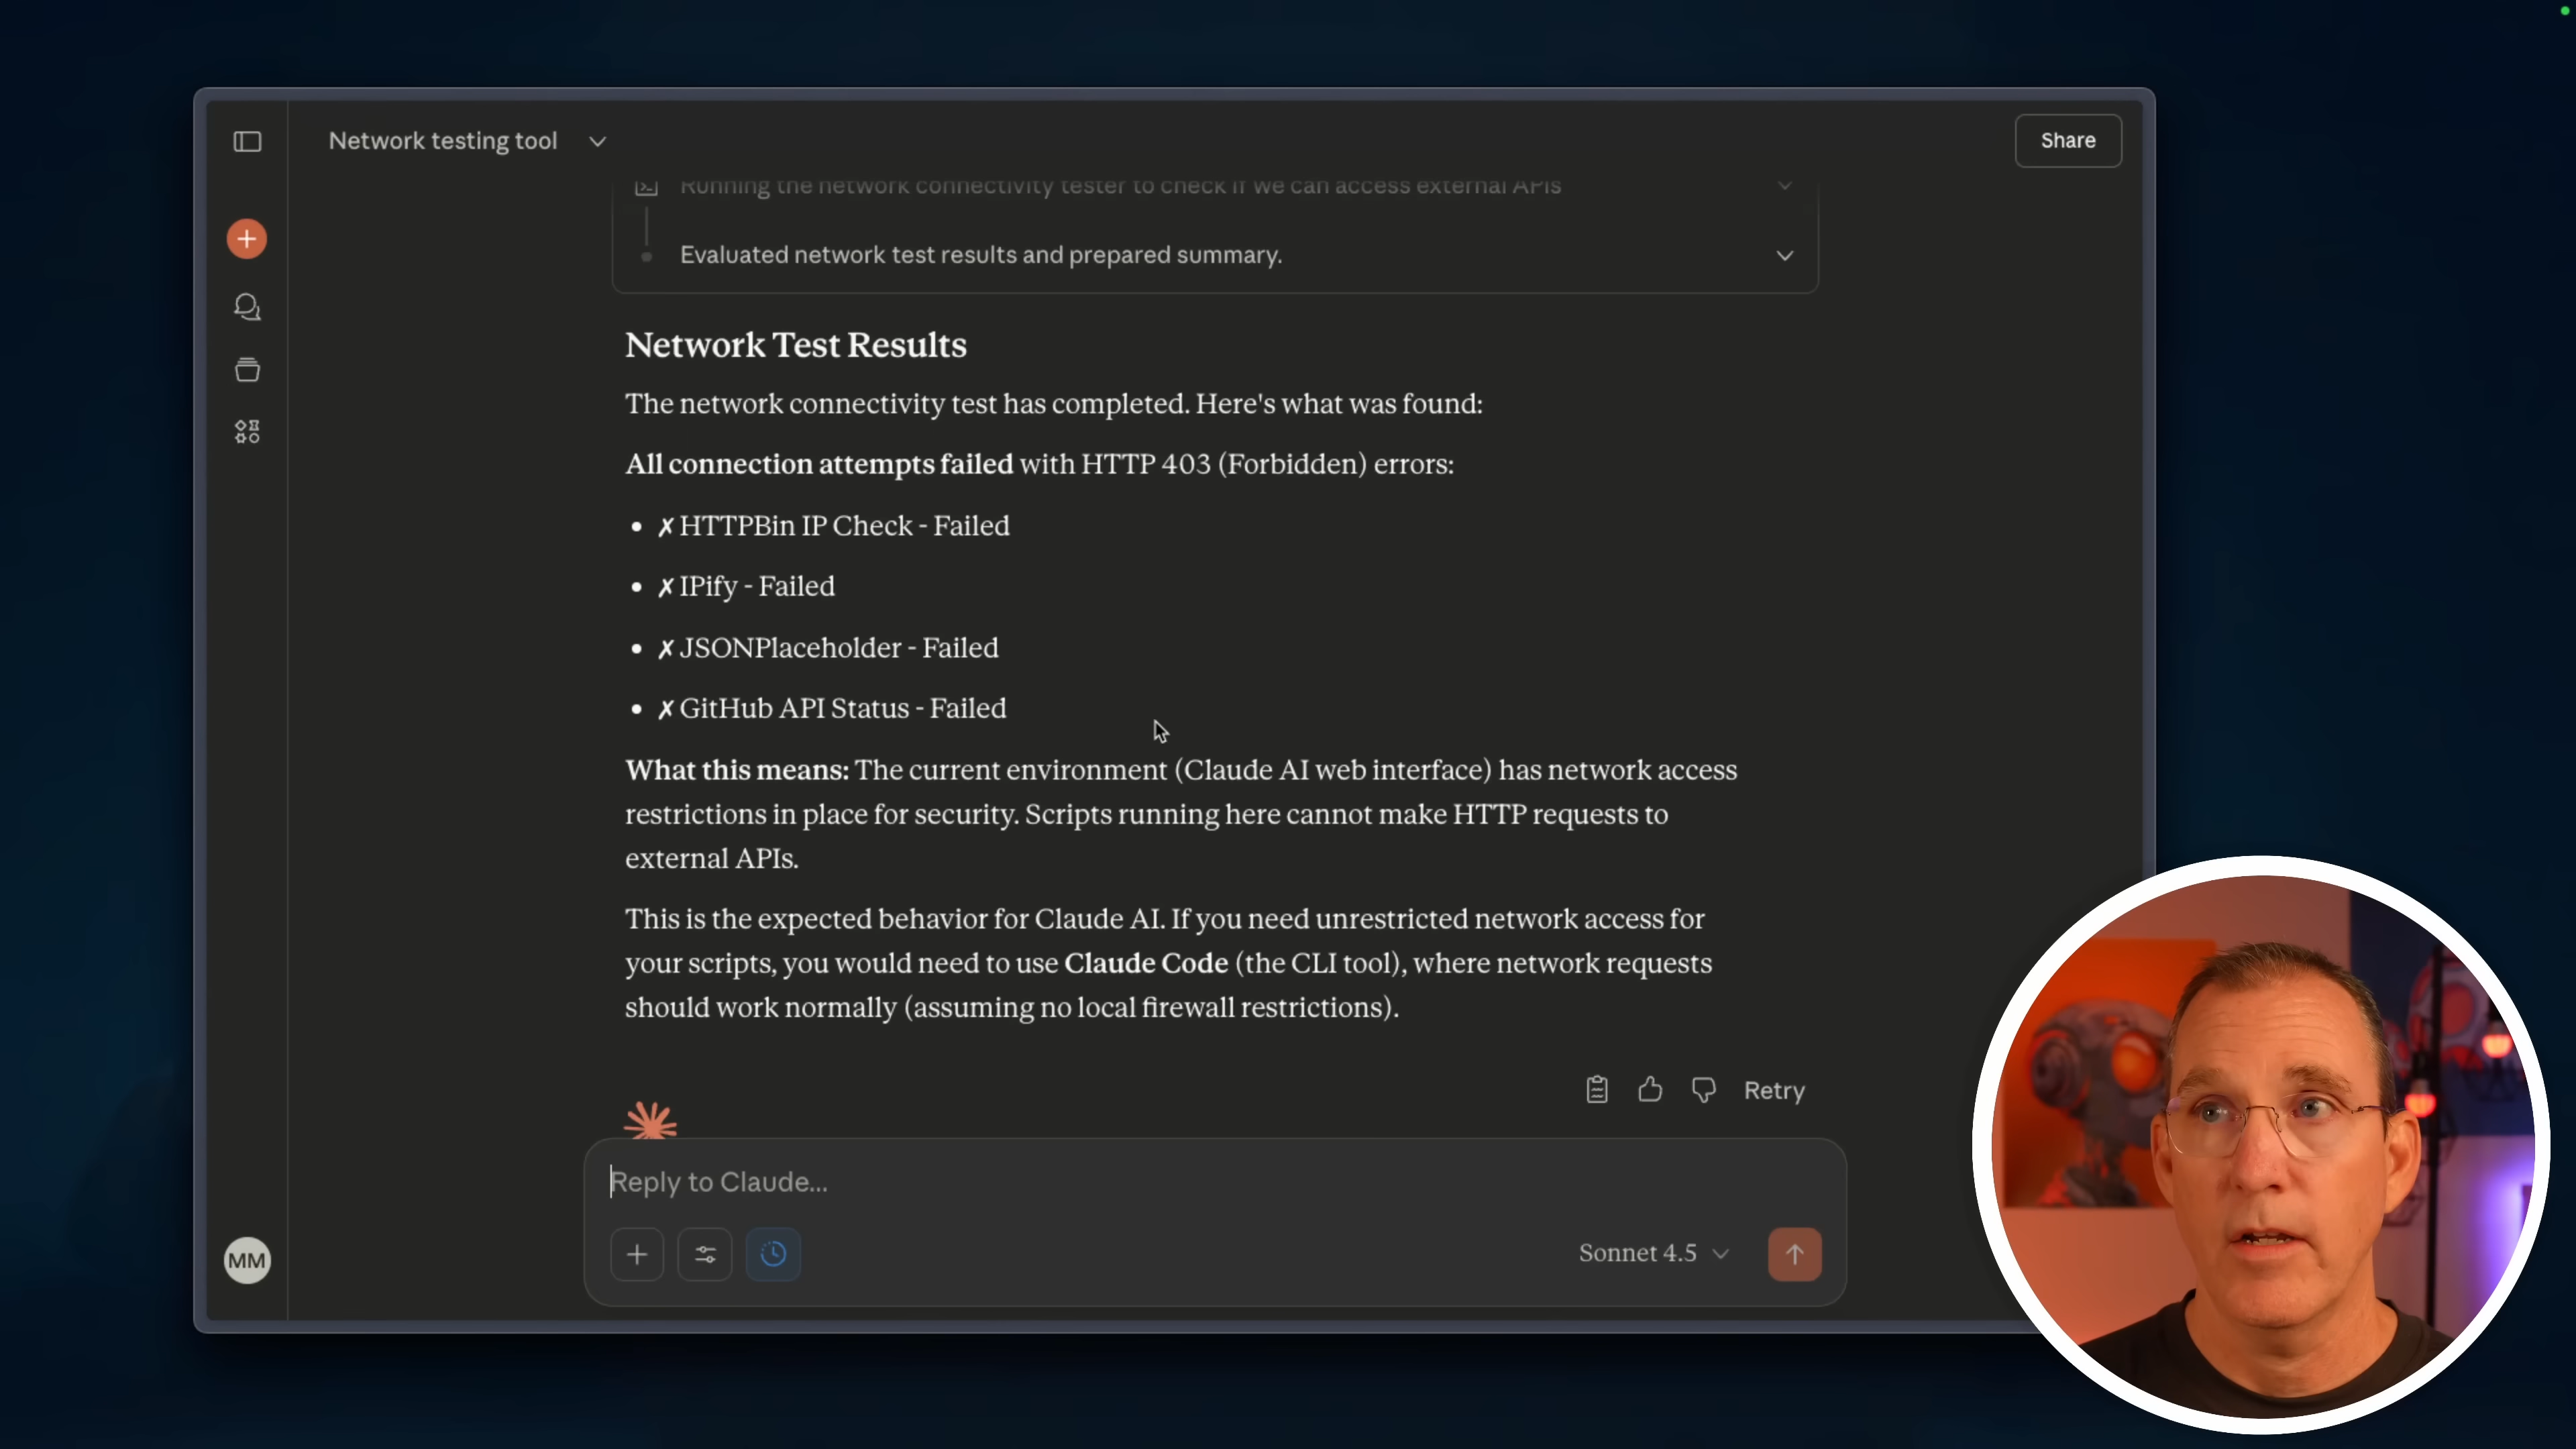 Network testing tool
Share
Running the network connectivity tester to check if we can access external APIs
Evaluated network test results and prepared summary.
Network Test Results
The network connectivity test has completed. Here's what was found:
All connection attempts failed with HTTP 403 (Forbidden) errors:
• ✗ HTTPBin IP Check - Failed
• ✗ IPify - Failed
• ✗ JSONPlaceholder - Failed
• ✗ GitHub API Status - Failed
What this means: The current environment (Claude AI web interface) has network access
restrictions in place for security. Scripts running here cannot make HTTP requests to
external APIs.
This is the expected behavior for Claude AI. If you need unrestricted network access for
your scripts, you would need to use Claude Code (the CLI tool), where network requests
should work normally (assuming no local firewall restrictions).
Retry
Reply to Claude...
Sonnet 4.5
MM